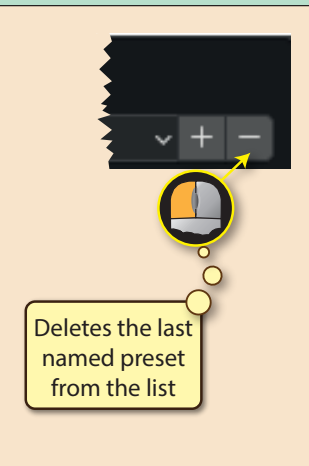 + −
Deletes the last
named preset
from the list